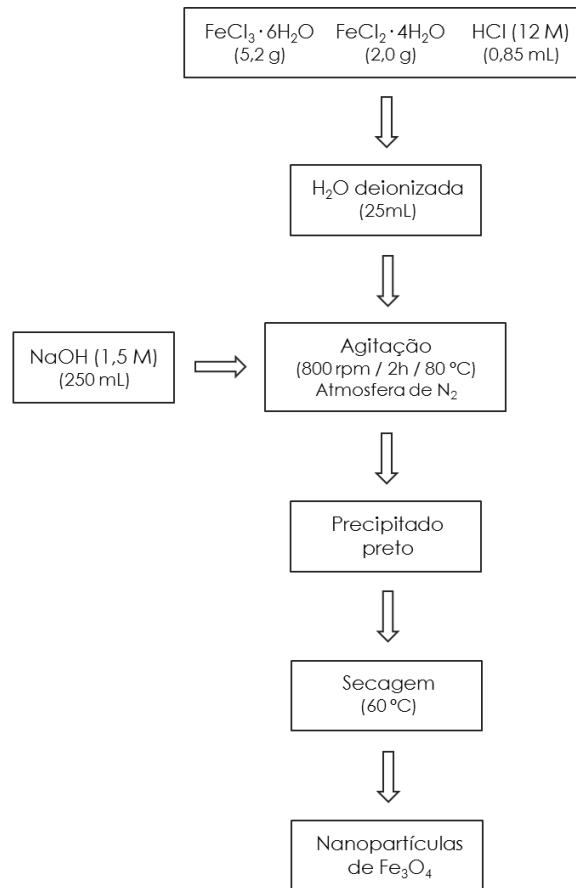 FeCl₃·6H₂O FeCl₂·4H₂O HCl (12 M)
(5,2 g) (2,0 g) (0,85 mL)
H₂O deionizada
(25mL)
NaOH (1,5 M)
(250 mL)
Agitação
(800 rpm / 2h / 80 ºC)
Atmosfera de N₂
Precipitado
preto
Secagem
(60 ºC)
Nanopartículas
de Fe₃O₄